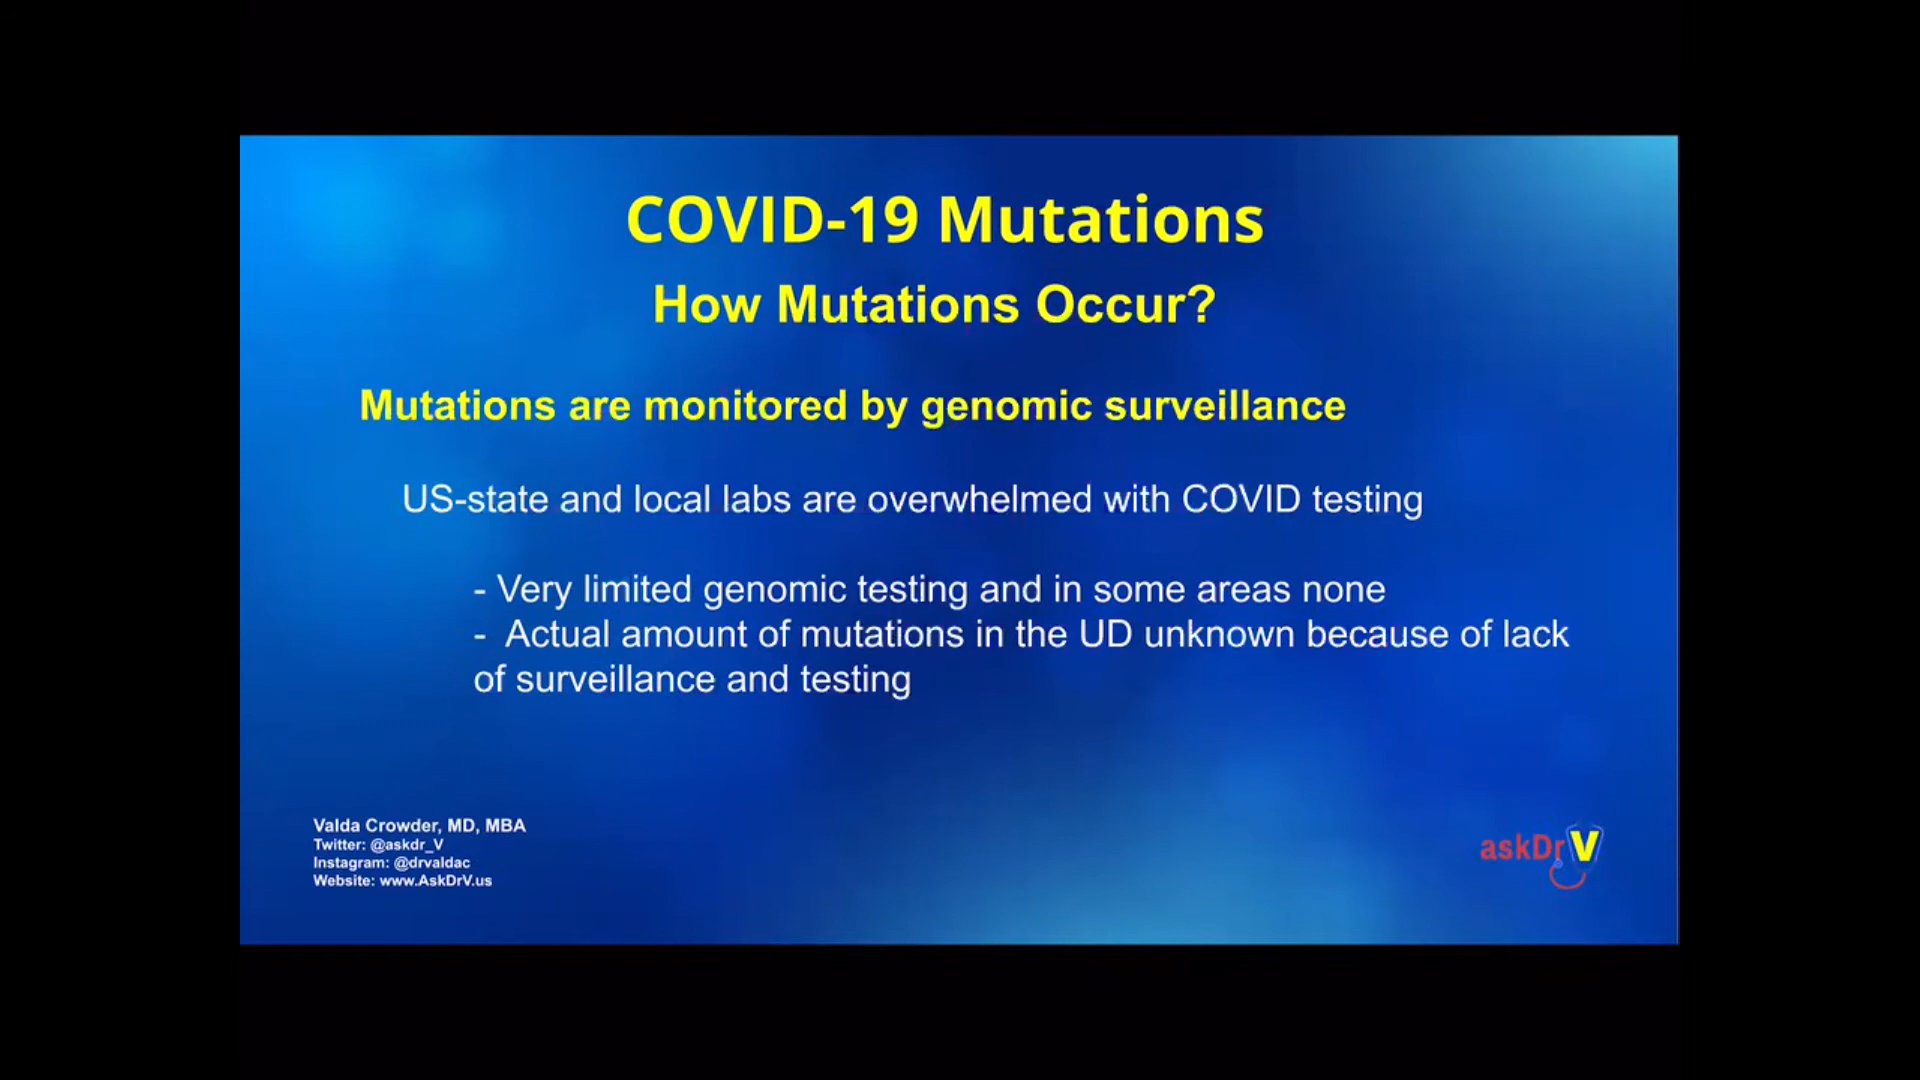 COVID-19 Mutations
How Mutations Occur?
Mutations are monitored by genomic surveillance
US-state and local labs are overwhelmed with COVID testing
- Very limited genomic testing and in some areas none
- Actual amount of mutations in the UD unknown because of lack
of surveillance and testing
Valda Crowder, MD, MBA
Twitter: @askdr_V
Instagram: @drvaldac
Website: www.AskDrV.us
askDrV